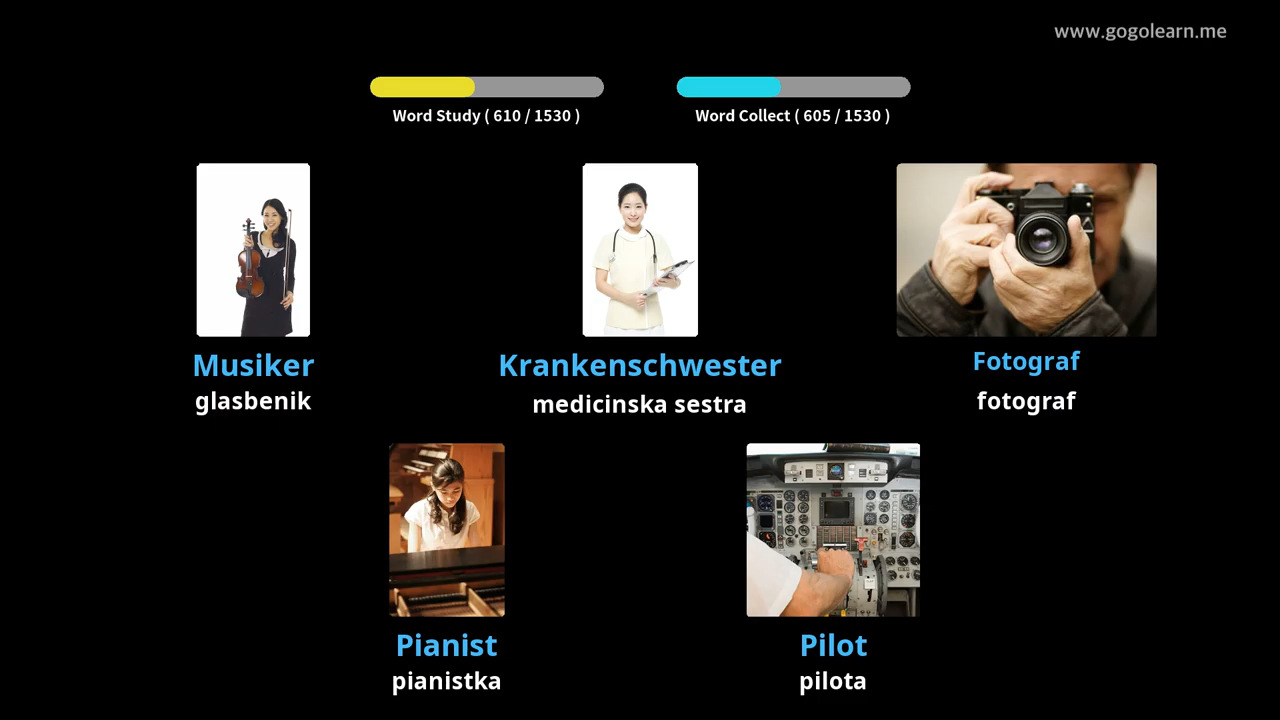 www.gogolearn.me
Word Study ( 610 / 1530 )
Word Collect ( 605 / 1530 )
Musiker
glasbenik
Krankenschwester
medicinska sestra
Fotograf
fotograf
Pianist
pianistka
Pilot
pilota